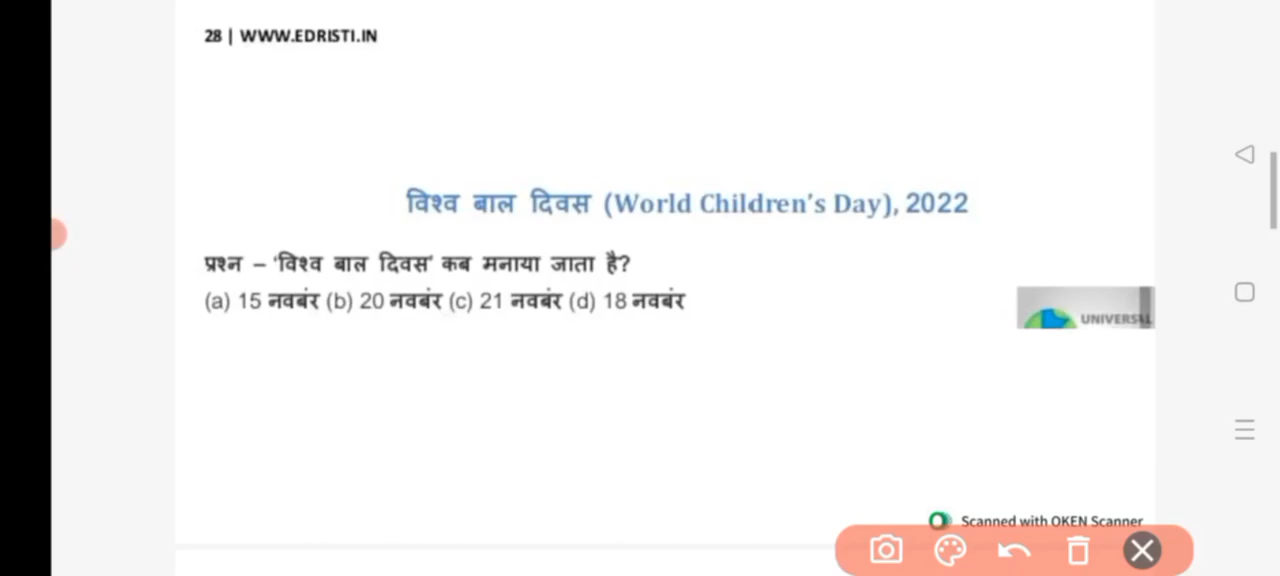 28 | WWW.EDRISTI.IN
विश्व बाल दिवस (World Children's Day), 2022
प्रश्न – 'विश्व बाल दिवस' कब मनाया जाता है?
(a) 15 नवबंर (b) 20 नवबंर (c) 21 नवबंर (d) 18 नवबंर
UNIVERSAL
Scanned with OKEN Scanner